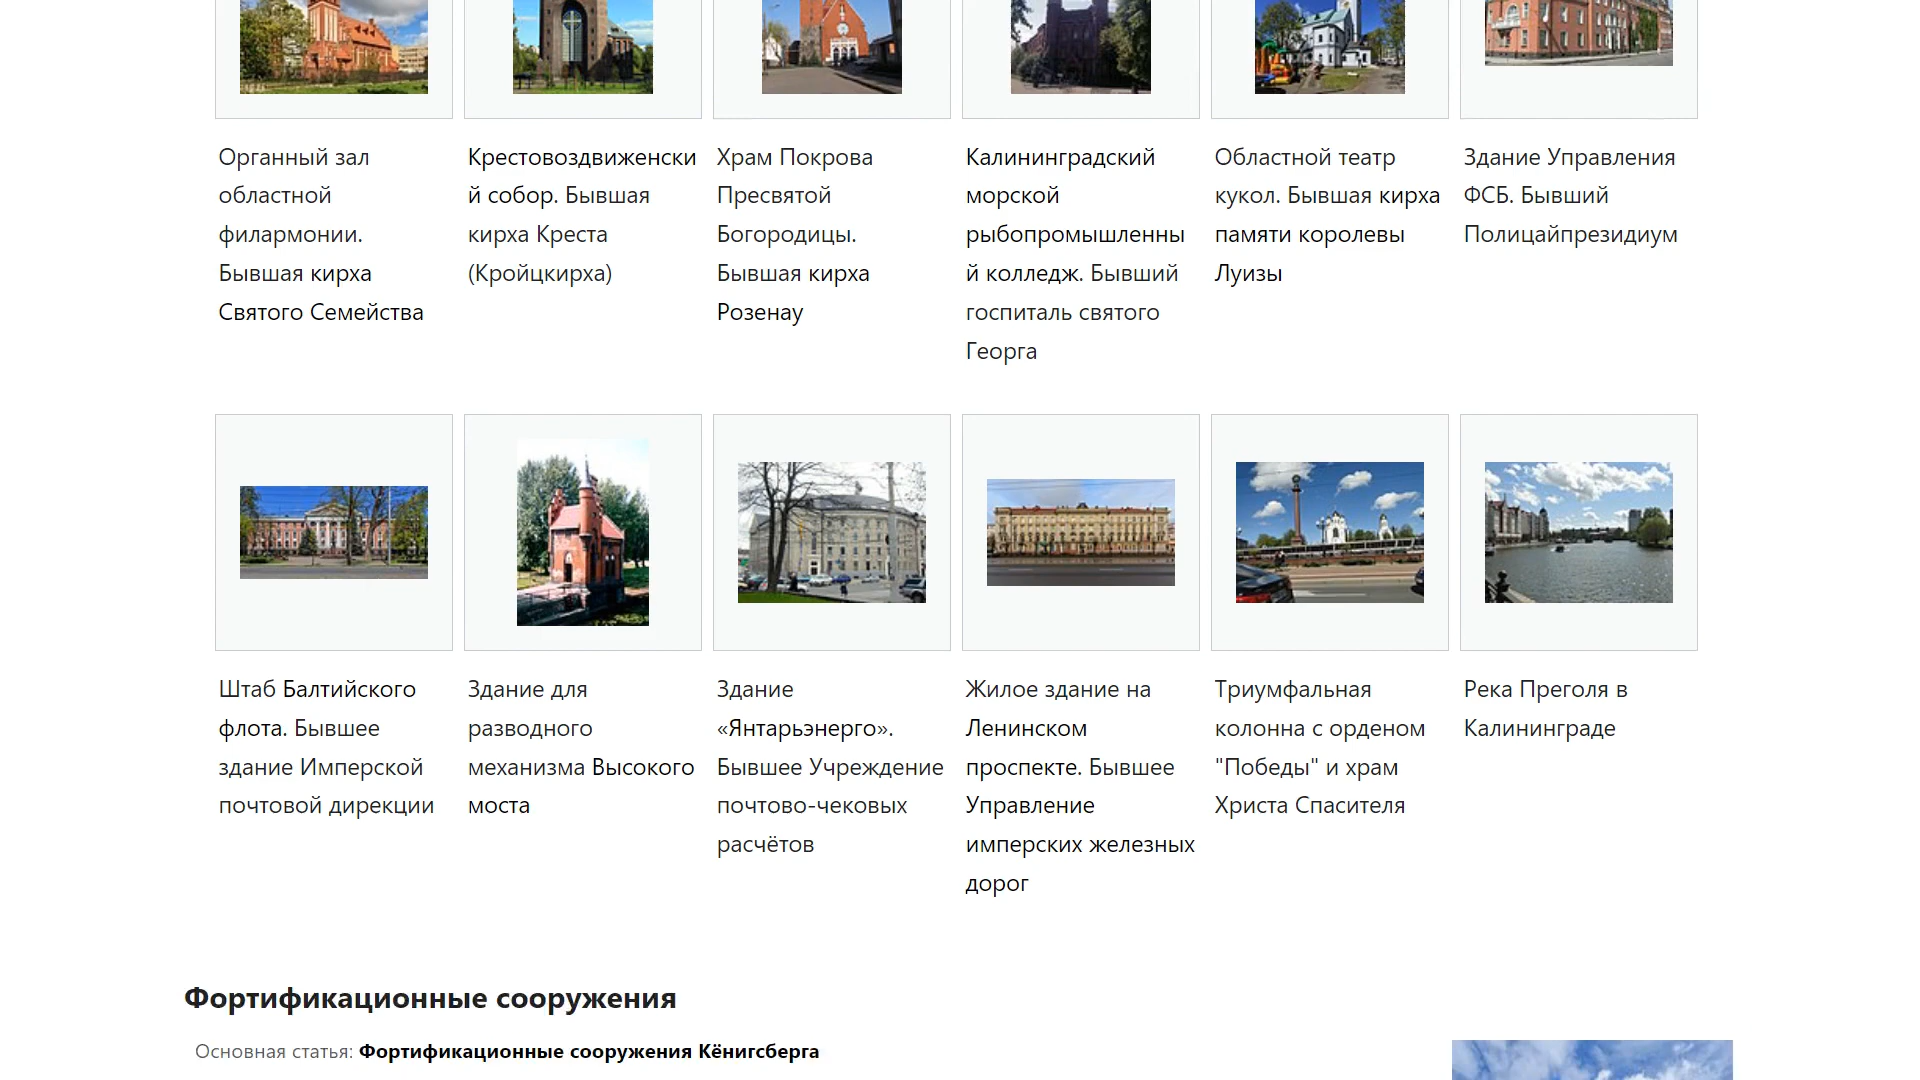 Органный зал
областной
филармонии.
Бывшая кирха
Святого Семейства
Крестовоздвиженски
й собор. Бывшая
кирха Креста
(Кройцкирха)
Храм Покрова
Пресвятой
Богородицы.
Бывшая кирха
Розенау
Калининградский
морской
рыбопромышленны
й колледж. Бывший
госпиталь святого
Георга
Областной театр
кукол. Бывшая кирха
памяти королевы
Луизы
Здание Управления
ФСБ. Бывший
Полицайпрезидиум
Штаб Балтийского
флота. Бывшее
здание Имперской
почтовой дирекции
Здание для
разводного
механизма Высокого
моста
Здание
«Янтарьэнерго».
Бывшее Учреждение
почтово-чековых
расчётов
Жилое здание на
Ленинском
проспекте. Бывшее
Управление
имперских железных
дорог
Триумфальная
колонна с орденом
"Победы" и храм
Христа Спасителя
Река Преголя в
Калининграде
Фортификационные сооружения
Основная статья: Фортификационные сооружения Кёнигсберга